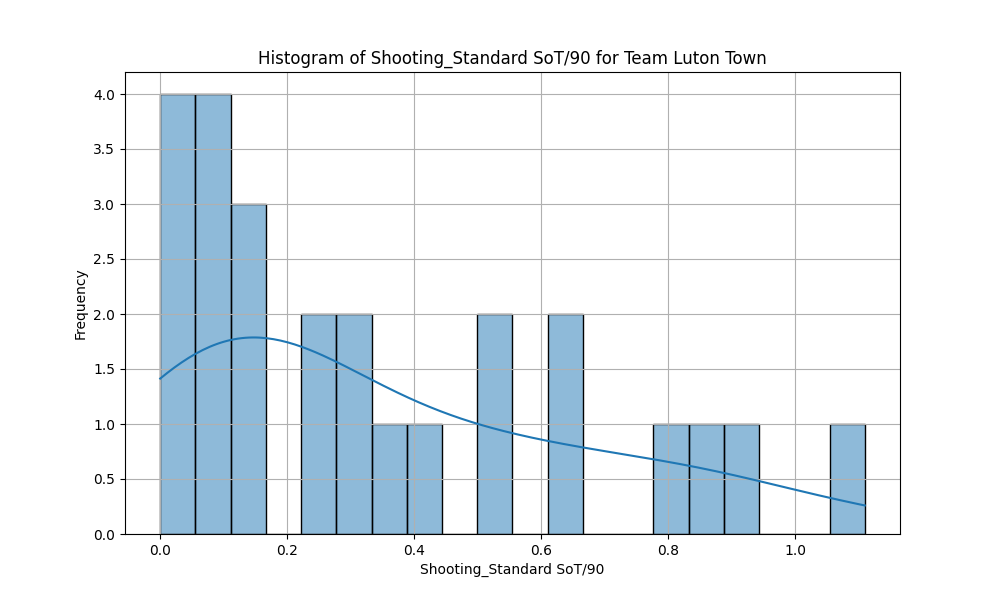 Histogram of Shooting_Standard SoT/90 for Team Luton Town
4.0
3.5
3.0
2.5
2.0
1.5
1.0
0.5
0.0
Frequency
0.0 0.2 0.4 0.6 0.8 1.0
Shooting_Standard SoT/90